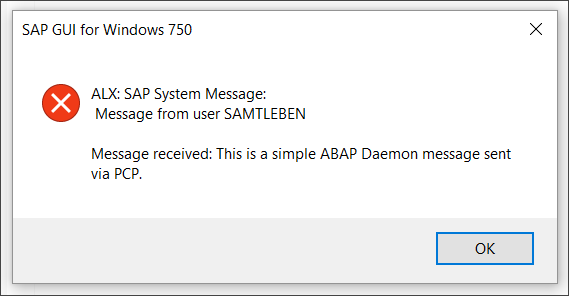 SAP GUI for Windows 750
ALX: SAP System Message:
Message from user SAMTLEBEN
Message received: This is a simple ABAP Daemon message sent
via PCP.
OK